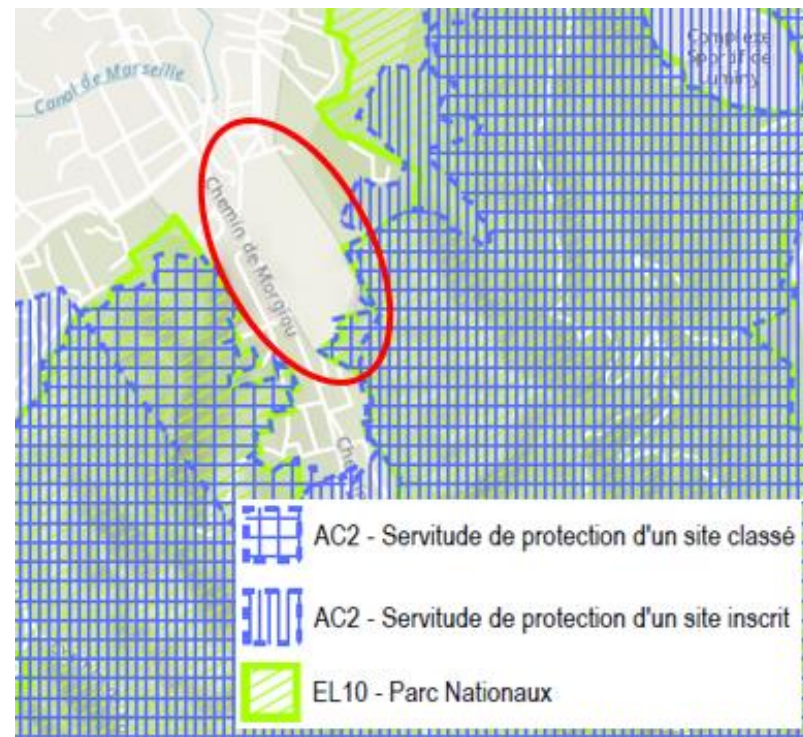 Complexe
Sportif de
Luminy
Canal de Marseille
Chemin de Morgiou
Che
AC2 - Servitude de protection d'un site classé
AC2 - Servitude de protection d'un site inscrit
EL10 - Parc Nationaux